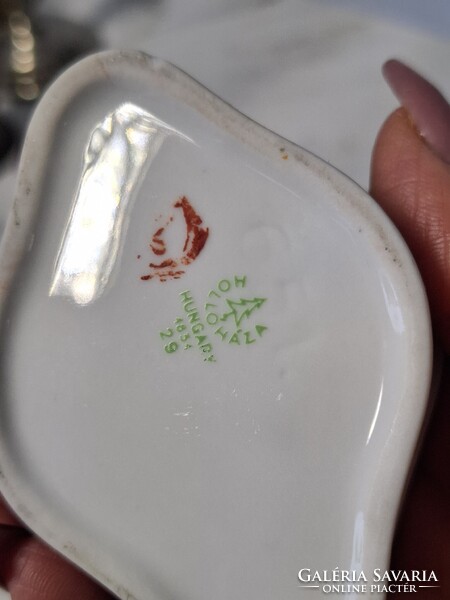 HOLLÓHÁZA
HUNGARY
1831
29
GALÉRIA SAVARIA
ONLINE PIACTÉR